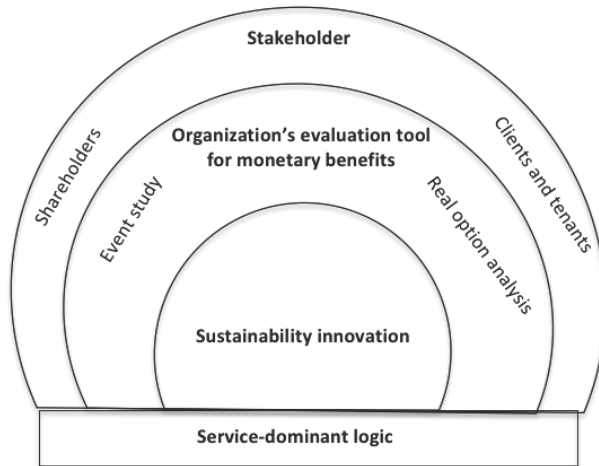 Stakeholder
Shareholders
Clients and tenants
Organization's evaluation tool
for monetary benefits
Event study
Real option analysis
Sustainability innovation
Service-dominant logic